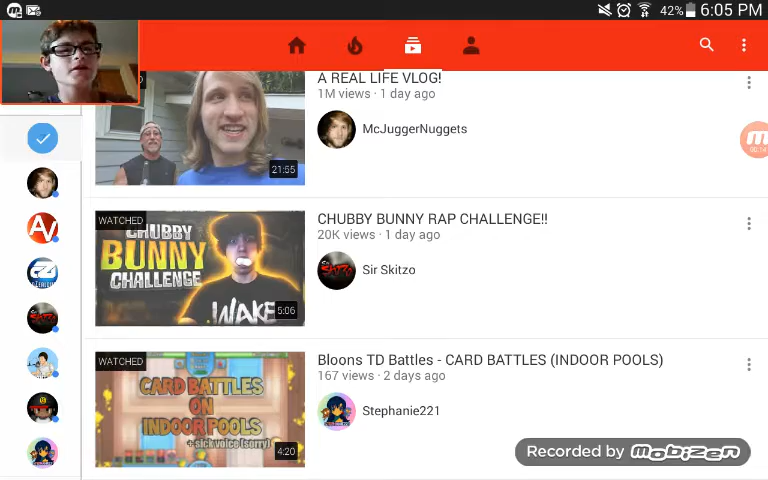 42% 6:05 PM
A REAL LIFE VLOG!
1M views · 1 day ago
McJuggerNuggets
21:55
00:14
AV
WATCHED
CHUBBY
BUNNY
CHALLENGE
WAKE
5:06
CHUBBY BUNNY RAP CHALLENGE!!
20K views · 1 day ago
Sir Skitzo
WATCHED
CARD BATTLES
ON
INDOOR POOLS
+ sick voice (sorry)
4:20
Bloons TD Battles - CARD BATTLES (INDOOR POOLS)
167 views · 2 days ago
Stephanie221
Recorded by mobizen